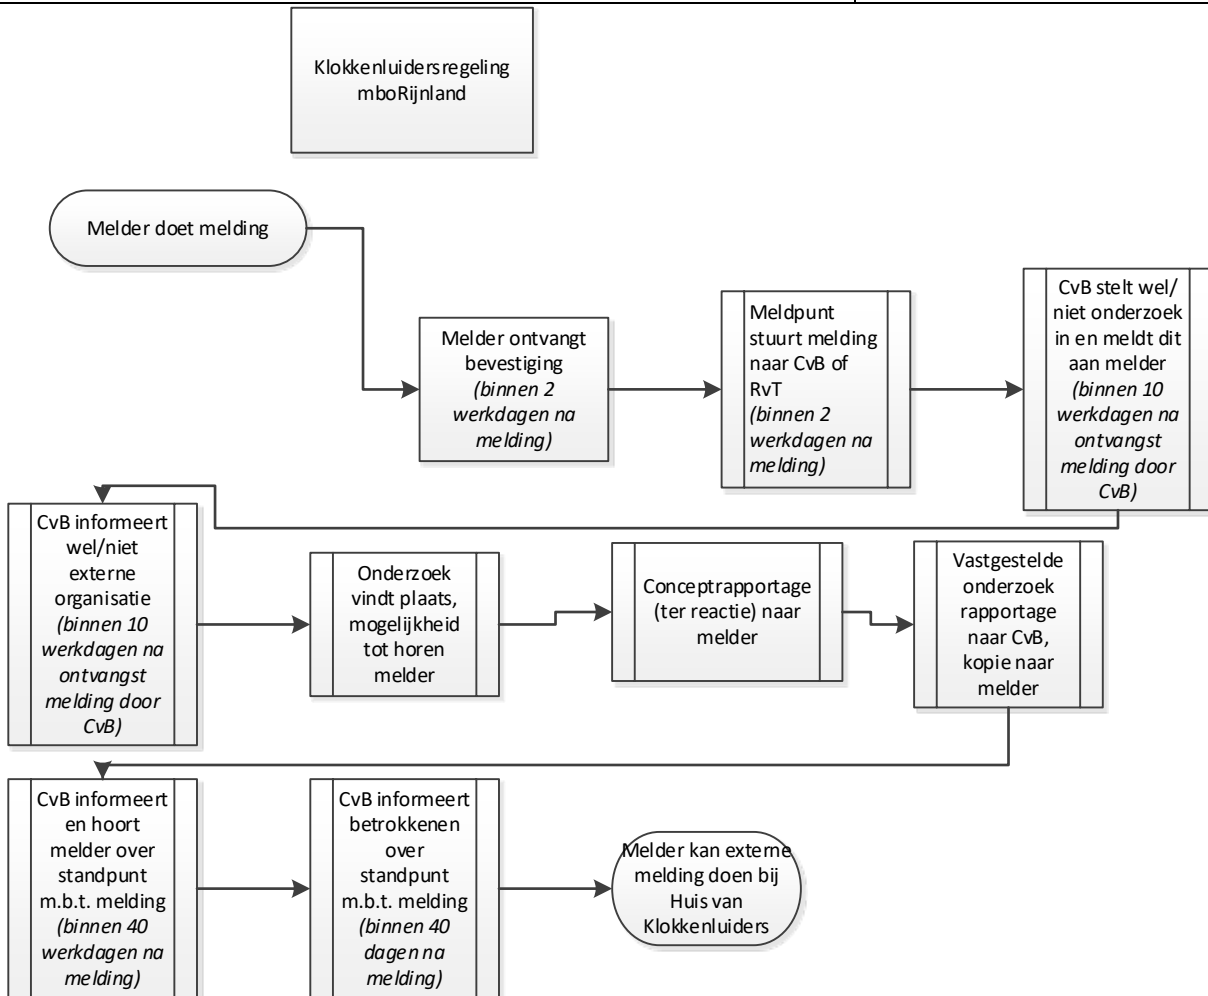 Klokkenluidersregeling
mboRijnland
Melder doet melding
Melder ontvangt
bevestiging
(binnen 2
werkdagen na
melding)
Meldpunt
stuurt melding
naar CvB of
RvT
(binnen 2
werkdagen na
melding)
CvB stelt wel/
niet onderzoek
in en meldt dit
aan melder
(binnen 10
werkdagen na
ontvangst
melding door
CvB)
CvB informeert
wel/niet
externe
organisatie
(binnen 10
werkdagen na
ontvangst
melding door
CvB)
Onderzoek
vindt plaats,
mogelijkheid
tot horen
melder
Conceptrapportage
(ter reactie) naar
melder
Vastgestelde
onderzoek
rapportage
naar CvB,
kopie naar
melder
CvB informeert
en hoort
melder over
standpunt
m.b.t. melding
(binnen 40
werkdagen na
melding)
CvB informeert
betrokkenen
over
standpunt
m.b.t. melding
(binnen 40
dagen na
melding)
Melder kan externe
melding doen bij
Huis van
Klokkenluiders